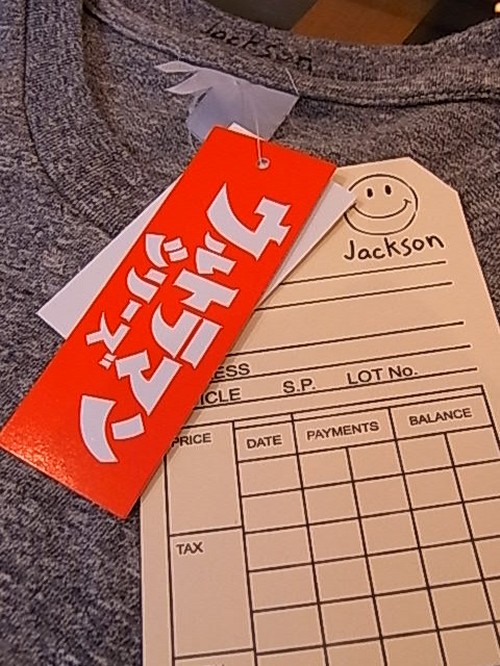 Jackson
ウルトラマン
シリーズ
Jackson
ESS
ICLE S.P. LOT No.
PRICE DATE PAYMENTS BALANCE
TAX